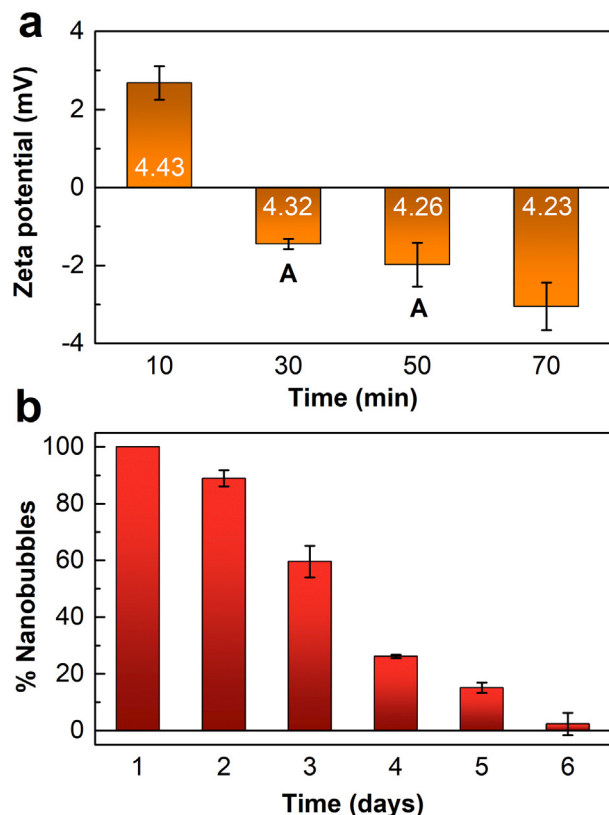 a
Zeta potential (mV)
4
2
0
-2
-4
4.43
4.32
4.26
4.23
A
A
10 30 50 70
Time (min)
b
% Nanobubbles
100
80
60
40
20
0
1 2 3 4 5 6
Time (days)